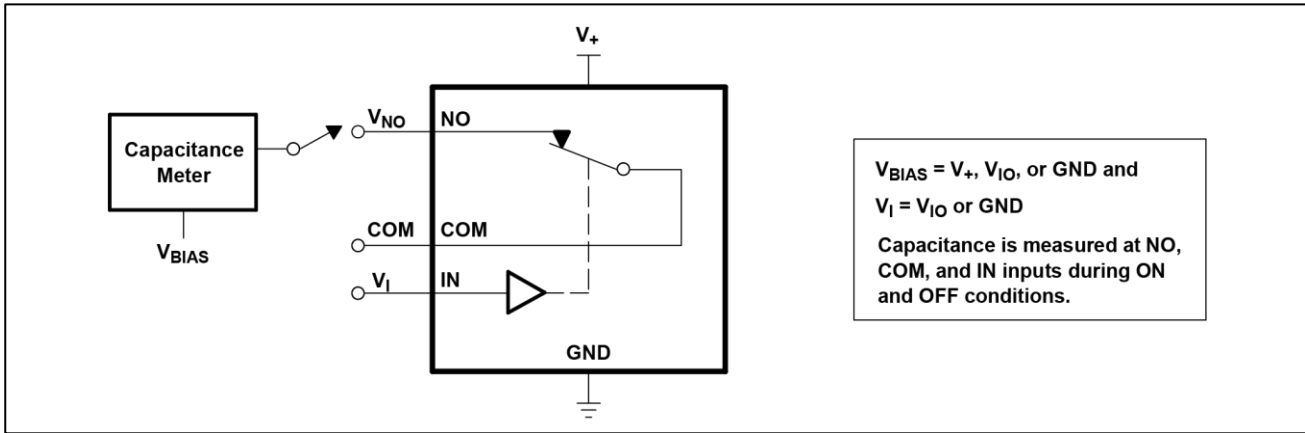 V+
VNO
NO
Capacitance
Meter
VBIAS
COM
COM
VI
IN
GND
VBIAS = V+, VIO, or GND and
VI = VIO or GND
Capacitance is measured at NO,
COM, and IN inputs during ON
and OFF conditions.